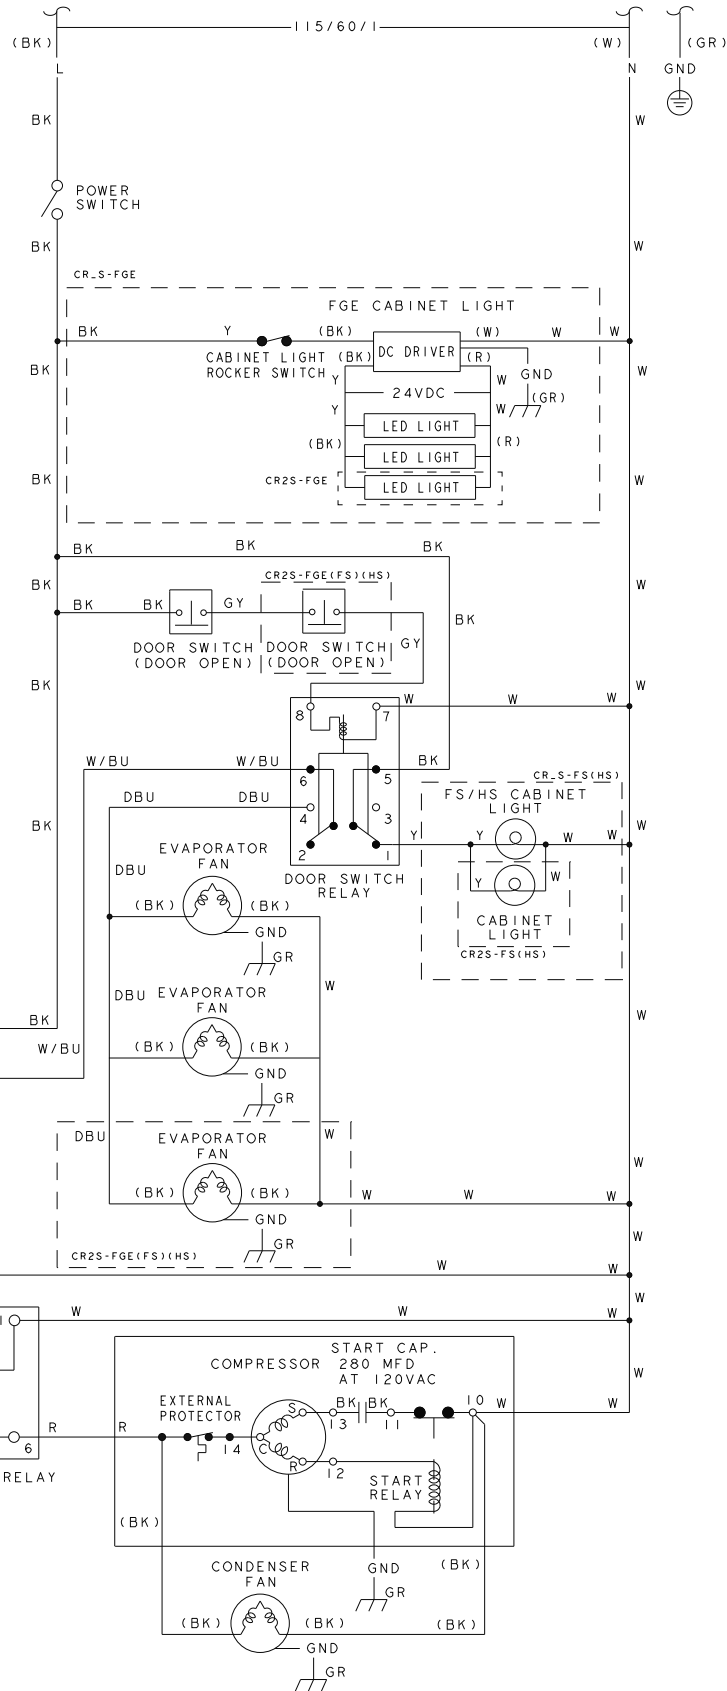 115/60/1
(BK) (W) (GR)
L N GND
BK W
POWER
SWITCH
BK W
CR_S-FGE
FGE CABINET LIGHT
BK Y (BK) (W) W W
CABINET LIGHT (BK) DC DRIVER (R)
ROCKER SWITCH
BK Y W GND W
24VDC
Y W (GR)
LED LIGHT
(BK) (R)
LED LIGHT
BK CR2S-FGE W
LED LIGHT
BK BK BK
BK CR2S-FGE(FS)(HS) W
BK BK GY
BK
DOOR SWITCH DOOR SWITCH GY
(DOOR OPEN) (DOOR OPEN)
BK W
W W W
8 7
W/BU W/BU BK
6 5
CR_S-FS(HS)
DBU DBU FS/HS CABINET
LIGHT
4 3
BK W
Y Y W W
EVAPORATOR
FAN 2 1
DBU DOOR SWITCH
RELAY
Y W
(BK) (BK) CABINET
LIGHT
GND
CR2S-FS(HS)
GR
DBU EVAPORATOR W
FAN
BK W
W/BU (BK) (BK)
GND
GR
DBU EVAPORATOR W
FAN
W
(BK) (BK) W W W
GND
GR W
CR2S-FGE(FS)(HS)
W W
W
W W W
START CAP.
COMPRESSOR 280 MFD
AT 120VAC
W
EXTERNAL
PROTECTOR
S BK BK 10 W W
13 11
R R
6 14 C
R 12
RELAY
START
RELAY
(BK)
CONDENSER GND (BK)
FAN
GR
(BK) (BK) (BK)
GND
GR